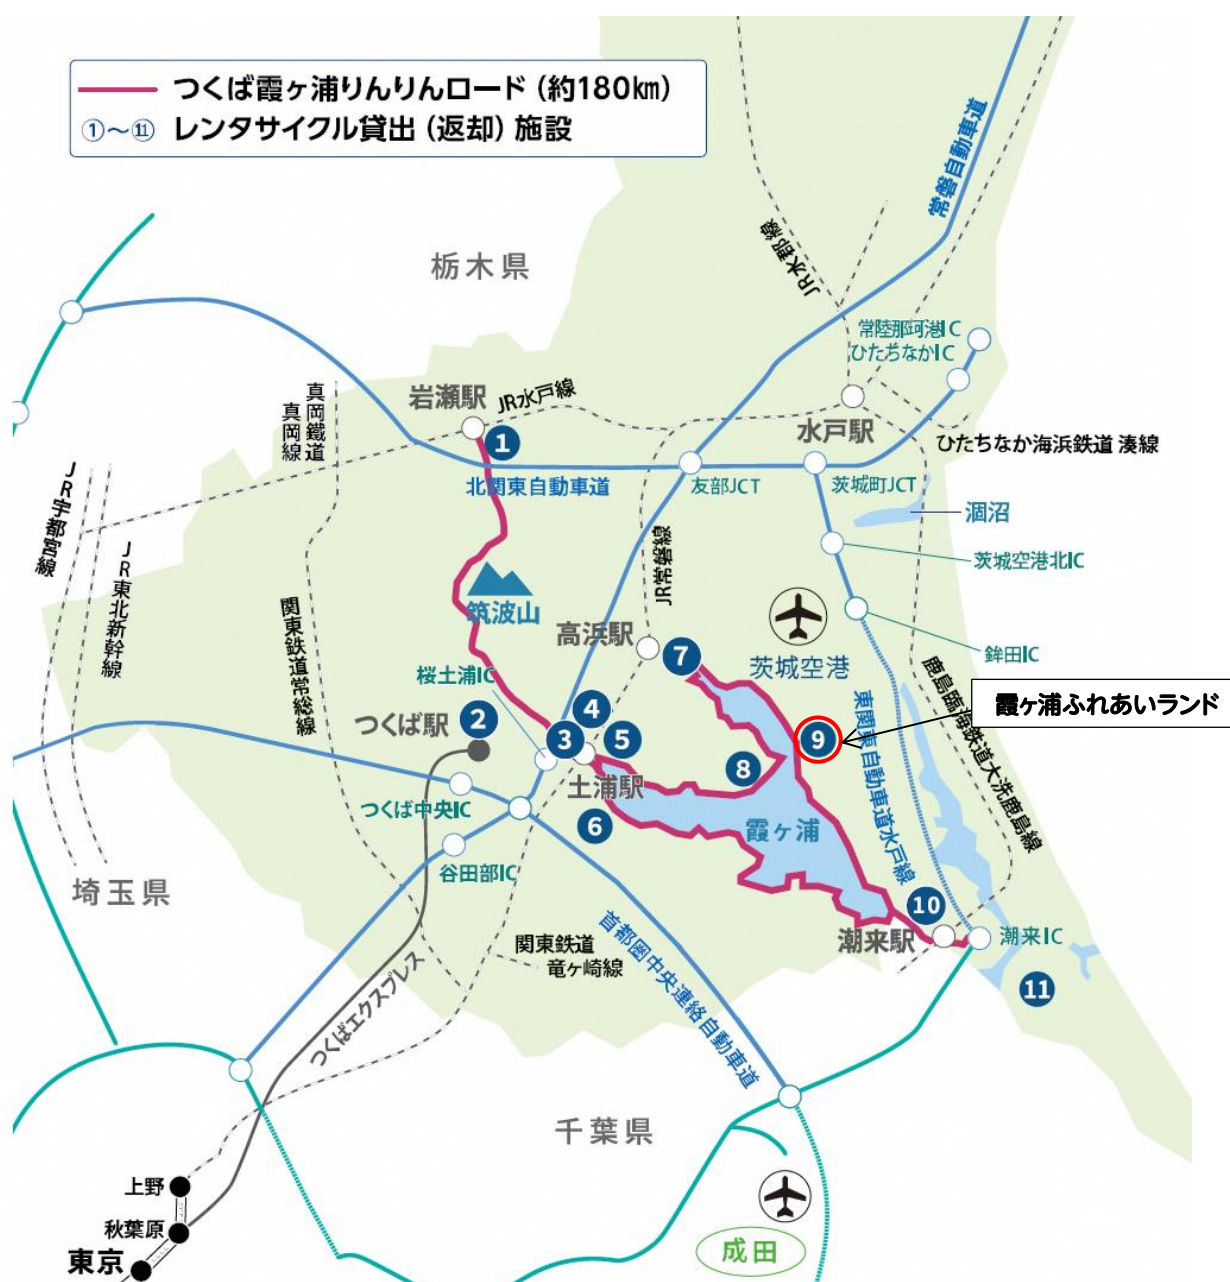 つくば霞ヶ浦りんりんロード（約180㎞）
①～⑪ レンタサイクル貸出（返却）施設
常磐自動車道
栃木県
JR水郡線
常陸那珂港IC
ひたちなかIC
岩瀬駅
JR水戸線
真岡鐵道
真岡線
水戸駅
ひたちなか海浜鉄道 湊線
1
北関東自動車道
友部JCT
茨城町JCT
涸沼
JR宇都宮線
JR東北新幹線
JR常磐線
茨城空港北IC
筑波山
関東鉄道常総線
高浜駅
7
茨城空港
鉾田IC
桜土浦IC
鹿島臨海鉄道大洗鹿島線
霞ヶ浦ふれあいランド
つくば駅
2
4
3
5
9
東関東自動車道水戸線
8
土浦駅
つくば中央IC
6
霞ヶ浦
谷田部IC
埼玉県
10
潮来駅
潮来IC
首都圏中央連絡自動車道
関東鉄道
竜ヶ崎線
つくばエクスプレス
11
千葉県
上野
秋葉原
東京
成田